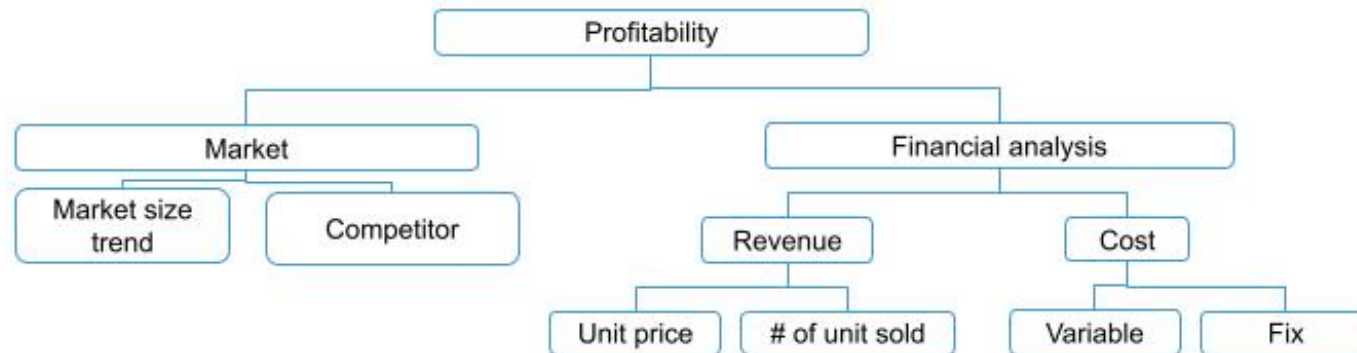 Profitability
Market
Financial analysis
Market size
trend
Competitor
Revenue
Cost
Unit price
# of unit sold
Variable
Fix